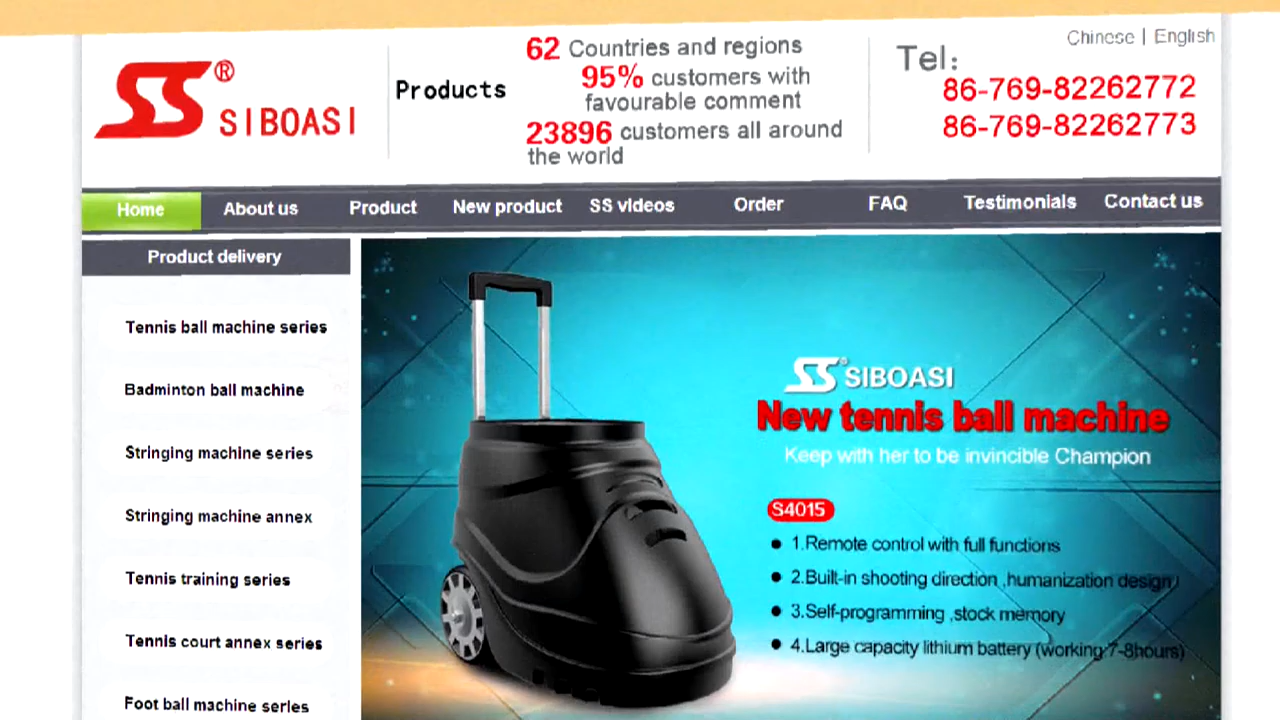 Chinese | English
SS® SIBOASI
Products
62 Countries and regions
95% customers with
favourable comment
23896 customers all around
the world
Tel:
86-769-82262772
86-769-82262773
Home
About us
Product
New product
SS videos
Order
FAQ
Testimonials
Contact us
Product delivery
Tennis ball machine series
Badminton ball machine
Stringing machine series
Stringing machine annex
Tennis training series
Tennis court annex series
Foot ball machine series
SS® SIBOASI
New tennis ball machine
Keep with her to be invincible Champion
S4015
● 1.Remote control with full functions
● 2.Built-in shooting direction ,humanization design)
● 3.Self-programming ,stock memory
● 4.Large capacity lithium battery (working:7-8hours)